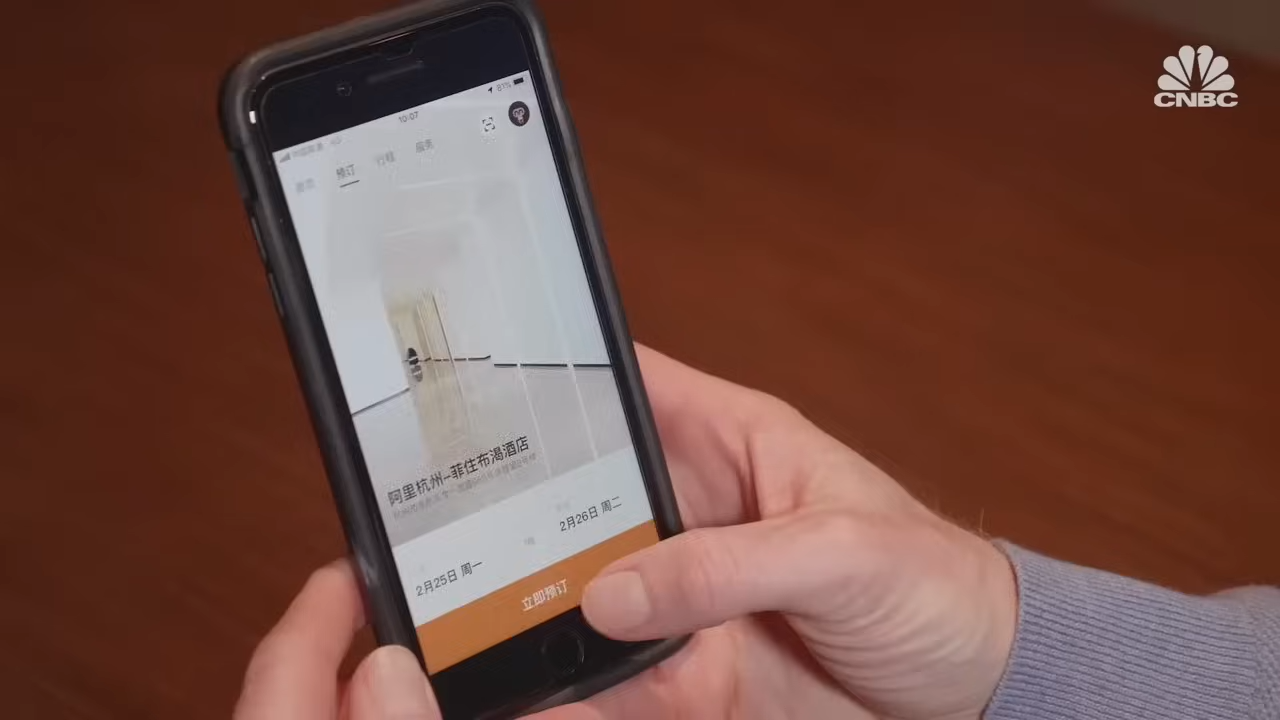 CNBC
10:07
81%
预订 行程 服务
阿里杭州-菲住布渴酒店
2月25日 周一
2月26日 周二
立即预订